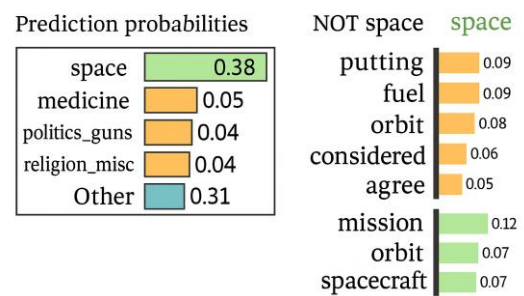 Prediction probabilities
space 0.38
medicine 0.05
politics_guns 0.04
religion_misc 0.04
Other 0.31
NOT space space
putting 0.09
fuel 0.09
orbit 0.08
considered 0.06
agree 0.05
mission 0.12
orbit 0.07
spacecraft 0.07